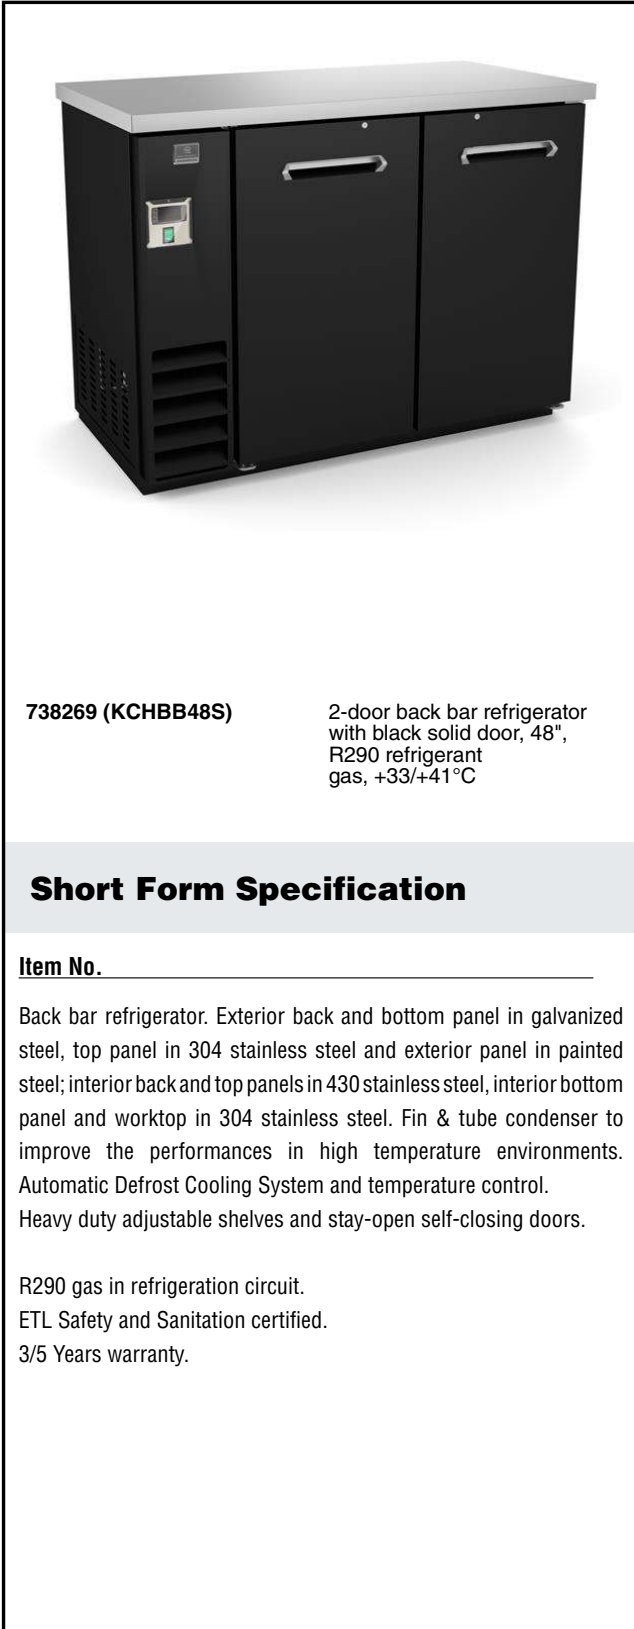 738269 (KCHBB48S)
2-door back bar refrigerator
with black solid door, 48",
R290 refrigerant
gas, +33/+41°C
Short Form Specification
Item No.
Back bar refrigerator. Exterior back and bottom panel in galvanized
steel, top panel in 304 stainless steel and exterior panel in painted
steel; interior back and top panels in 430 stainless steel, interior bottom
panel and worktop in 304 stainless steel. Fin & tube condenser to
improve the performances in high temperature environments.
Automatic Defrost Cooling System and temperature control.
Heavy duty adjustable shelves and stay-open self-closing doors.
R290 gas in refrigeration circuit.
ETL Safety and Sanitation certified.
3/5 Years warranty.